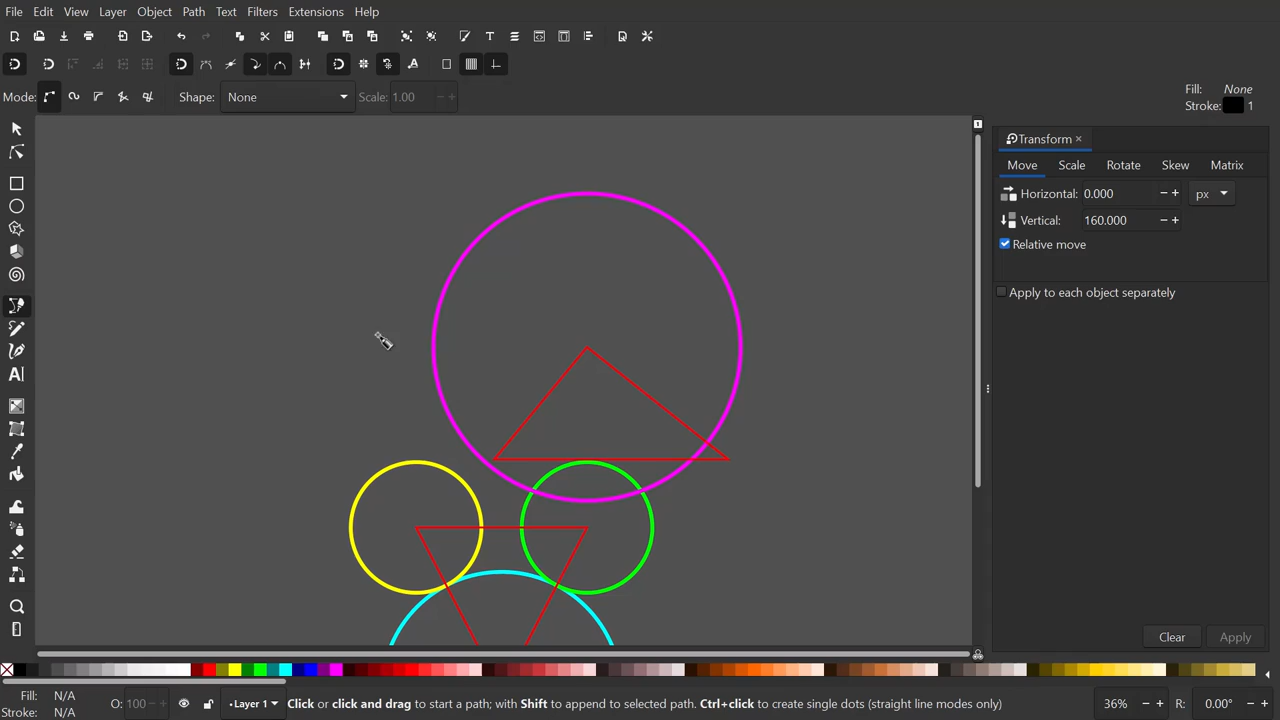 File Edit View Layer Object Path Text Filters Extensions Help
Mode: Shape: None Scale: 1.00
Fill: None
Stroke: 1
Transform
Move Scale Rotate Skew Matrix
Horizontal: 0.000 px
Vertical: 160.000
Relative move
Apply to each object separately
Clear Apply
Fill: N/A
Stroke: N/A
O: 100
Layer 1
Click or click and drag to start a path; with Shift to append to selected path. Ctrl+click to create single dots (straight line modes only)
36%
R: 0.00°